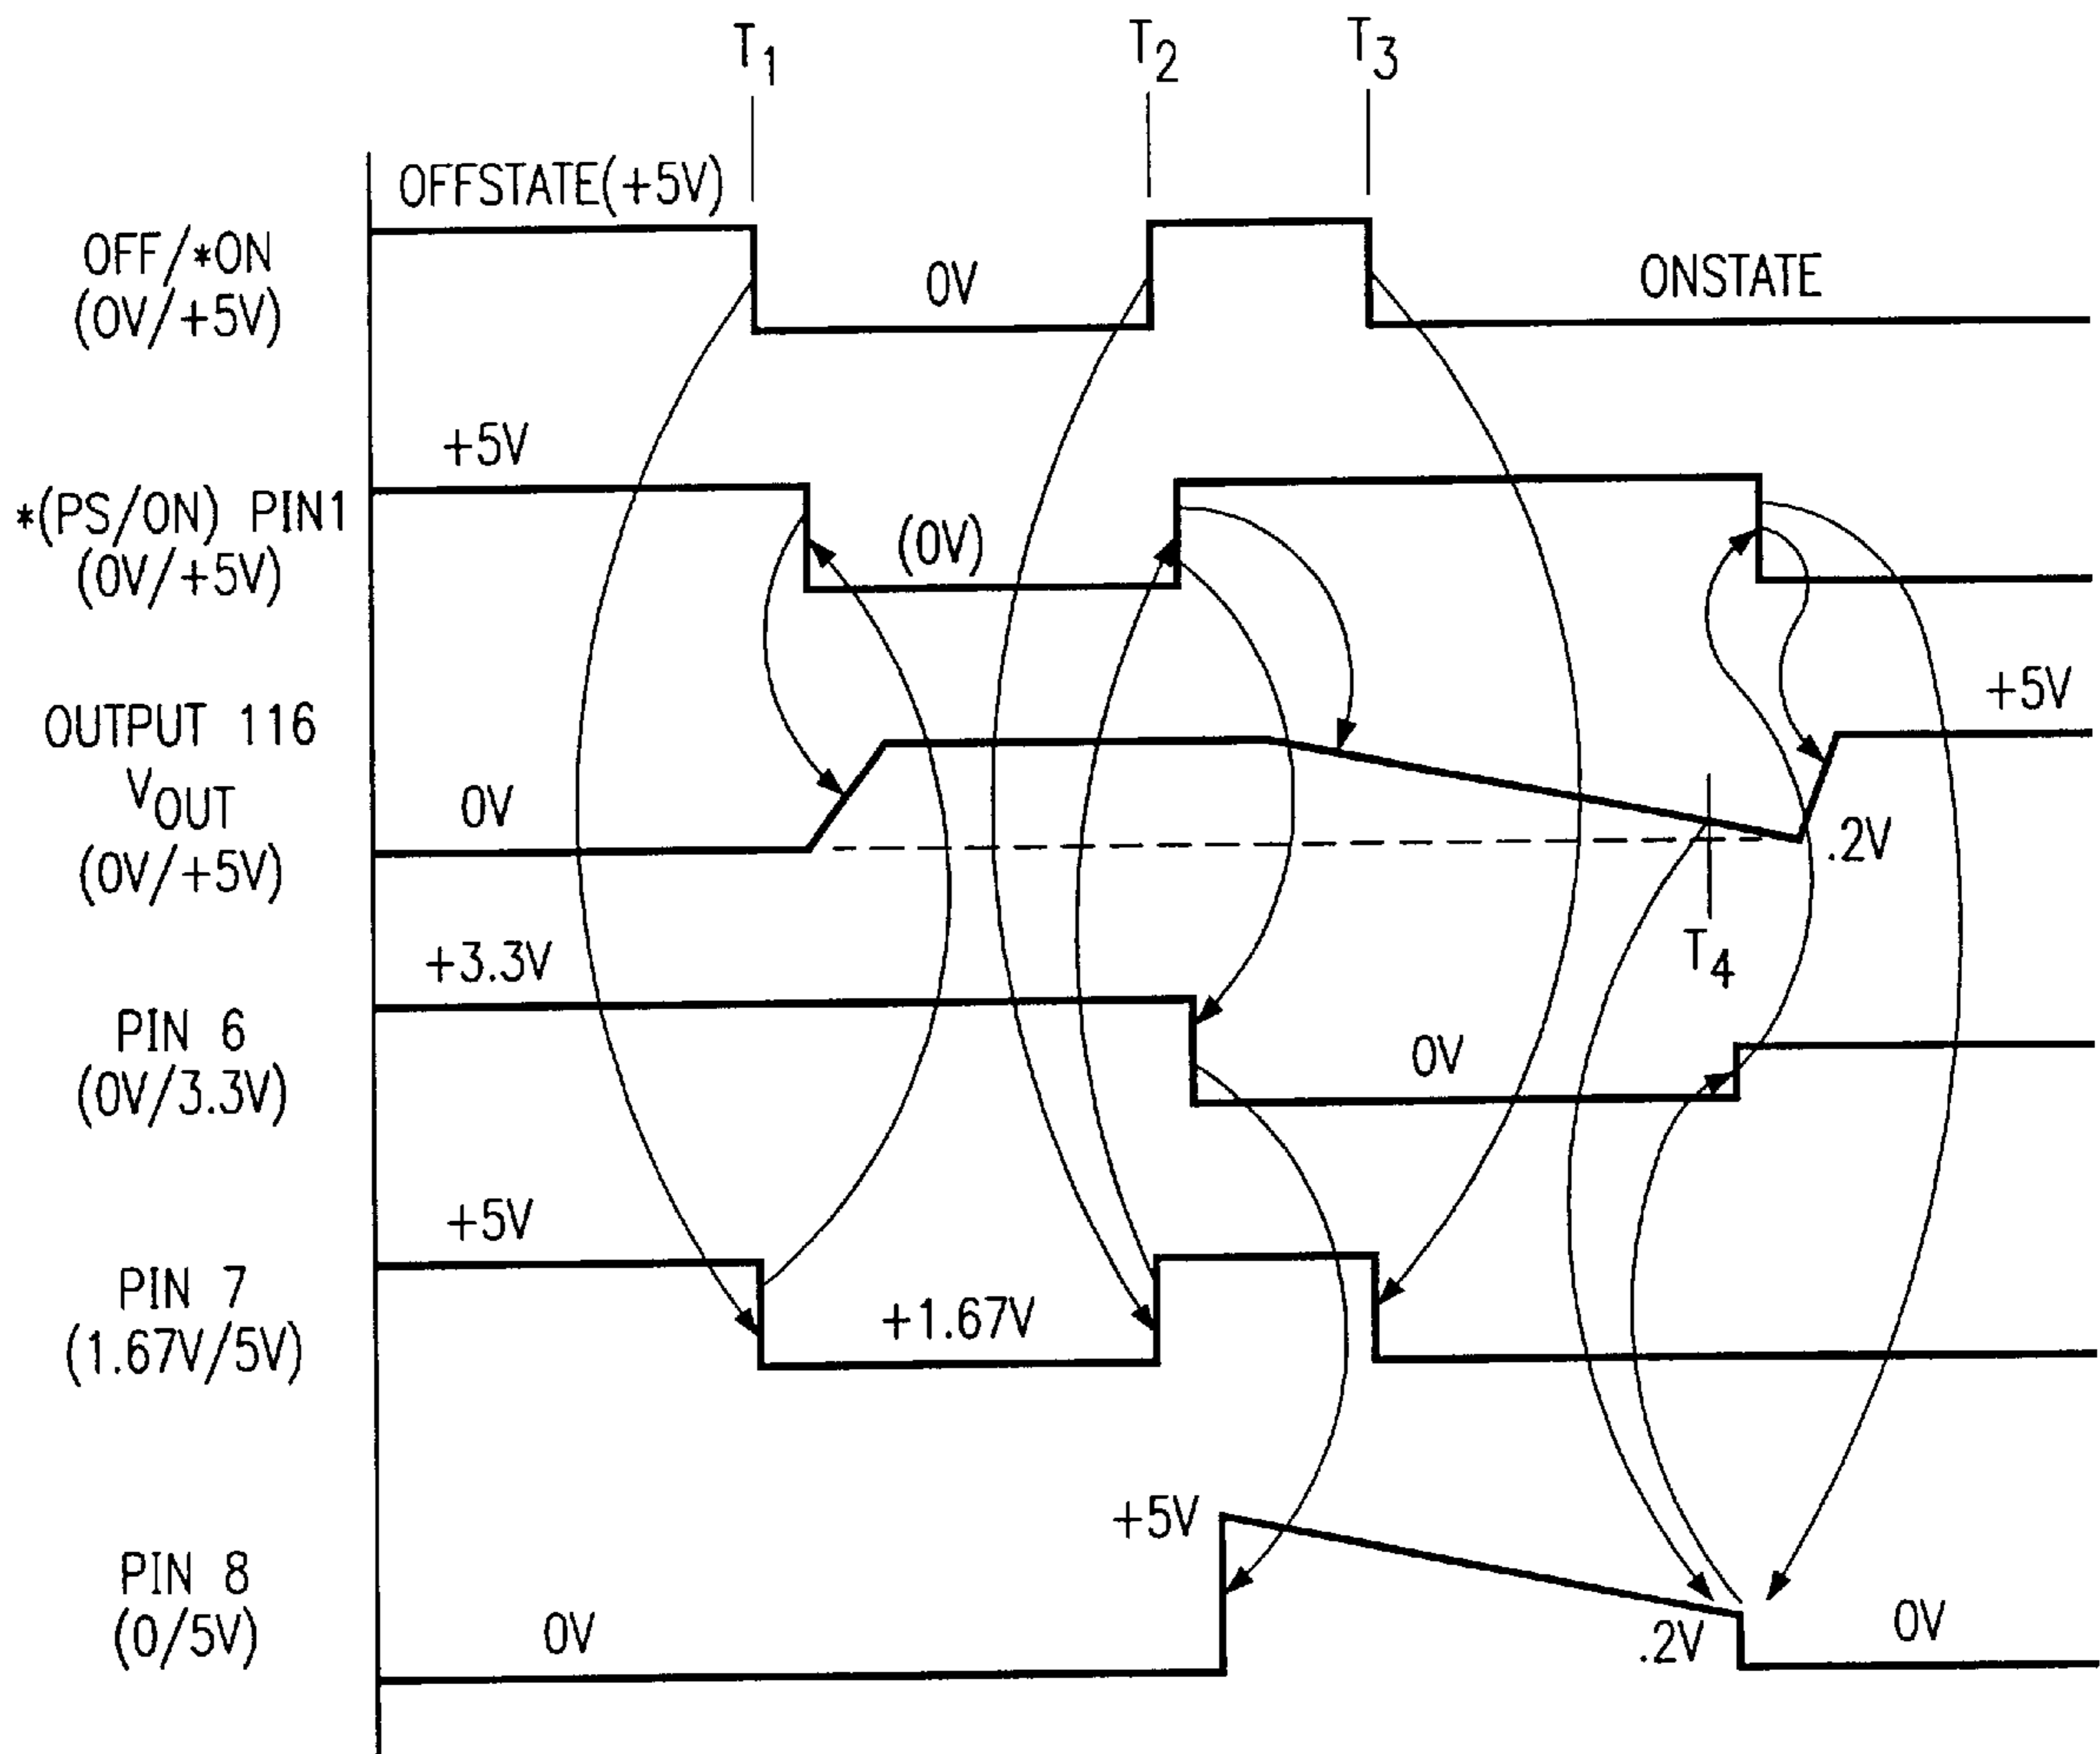 T1
T2
T3
OFFSTATE(+5V)
OFF/*ON
(0V/+5V)
0V
ONSTATE
+5V
*(PS/ON) PIN1
(0V/+5V)
(0V)
OUTPUT 116
VOUT
(0V/+5V)
0V
+5V
.2V
T4
+3.3V
PIN 6
(0V/3.3V)
0V
+5V
PIN 7
(1.67V/5V)
+1.67V
+5V
PIN 8
(0/5V)
0V
.2V
0V